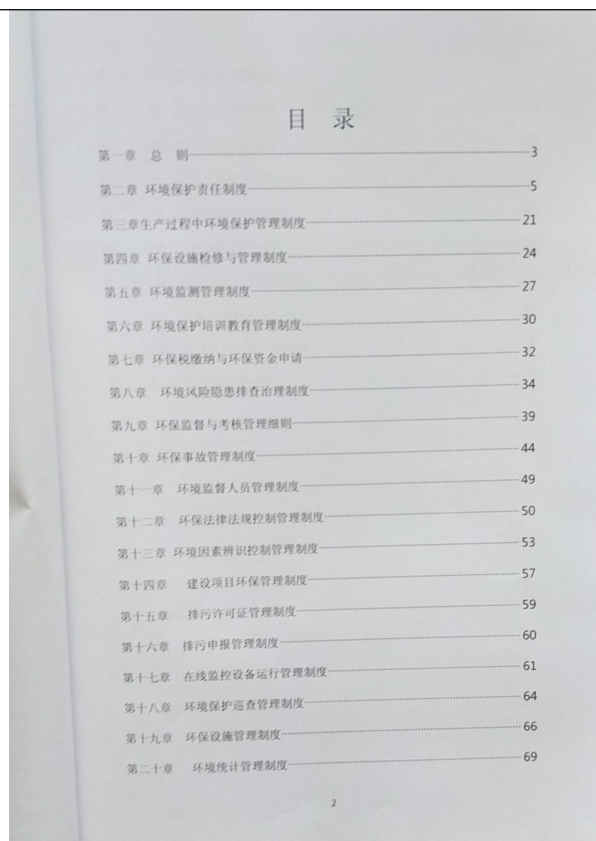 目 录
第一章 总 则 3
第二章 环境保护责任制度 5
第三章生产过程中环境保护管理制度 21
第四章 环保设施检修与管理制度 24
第五章 环境监测管理制度 27
第六章 环境保护培训教育管理制度 30
第七章 环保税缴纳与环保资金申请 32
第八章 环境风险隐患排查治理制度 34
第九章 环保监督与考核管理细则 39
第十章 环保事故管理制度 44
第十一章 环境监督人员管理制度 49
第十二章 环保法律法规控制管理制度 50
第十三章 环境因素辨识控制管理制度 53
第十四章 建设项目环保管理制度 57
第十五章 排污许可证管理制度 59
第十六章 排污申报管理制度 60
第十七章 在线监控设备运行管理制度 61
第十八章 环境保护巡查管理制度 64
第十九章 环保设施管理制度 66
第二十章 环境统计管理制度 69
2